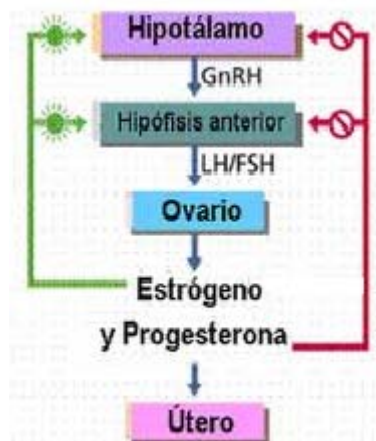 Hipotálamo
GnRH
Hipófisis anterior
LH/FSH
Ovario
Estrógeno
y Progesterona
Útero